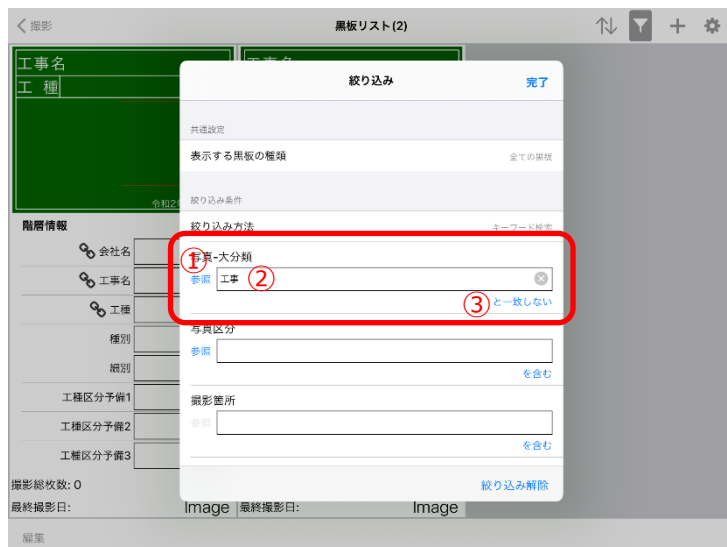 撮影
黒板リスト(2)
工事名
工 種
令和2
階層情報
会社名
工事名
工種
種別
細別
工種区分予備1
工種区分予備2
工種区分予備3
撮影総枚数: 0
最終撮影日:
Image
最終撮影日:
Image
編集
絞り込み
完了
共通設定
表示する黒板の種類
全ての黒板
絞り込み条件
絞り込み方法
キーワード検索
写真-大分類
①
参照
工事
②
③
と一致しない
写真区分
参照
を含む
撮影箇所
参照
を含む
絞り込み解除